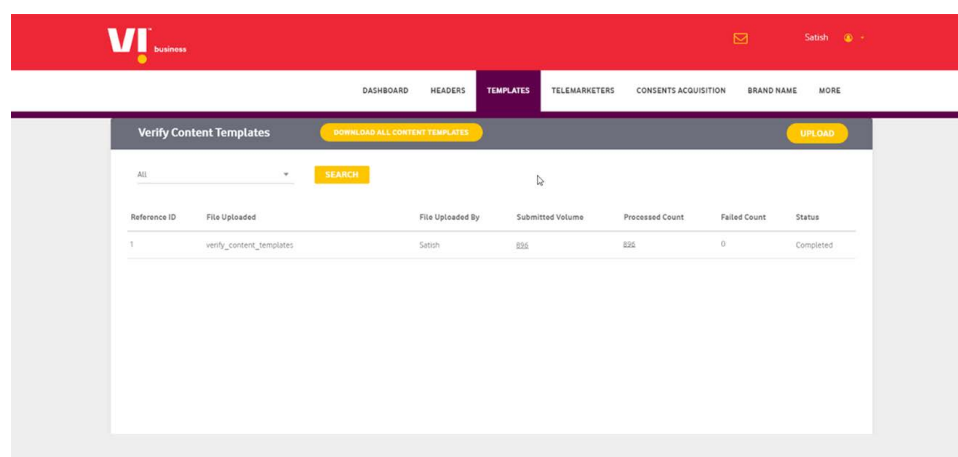 VI™
business
Satish
DASHBOARD HEADERS TEMPLATES TELEMARKETERS CONSENTS ACQUISITION BRAND NAME MORE
Verify Content Templates DOWNLOAD ALL CONTENT TEMPLATES UPLOAD
All SEARCH
Reference ID File Uploaded File Uploaded By Submitted Volume Processed Count Failed Count Status
1 verify_content_templates Satish 896 896 0 Completed